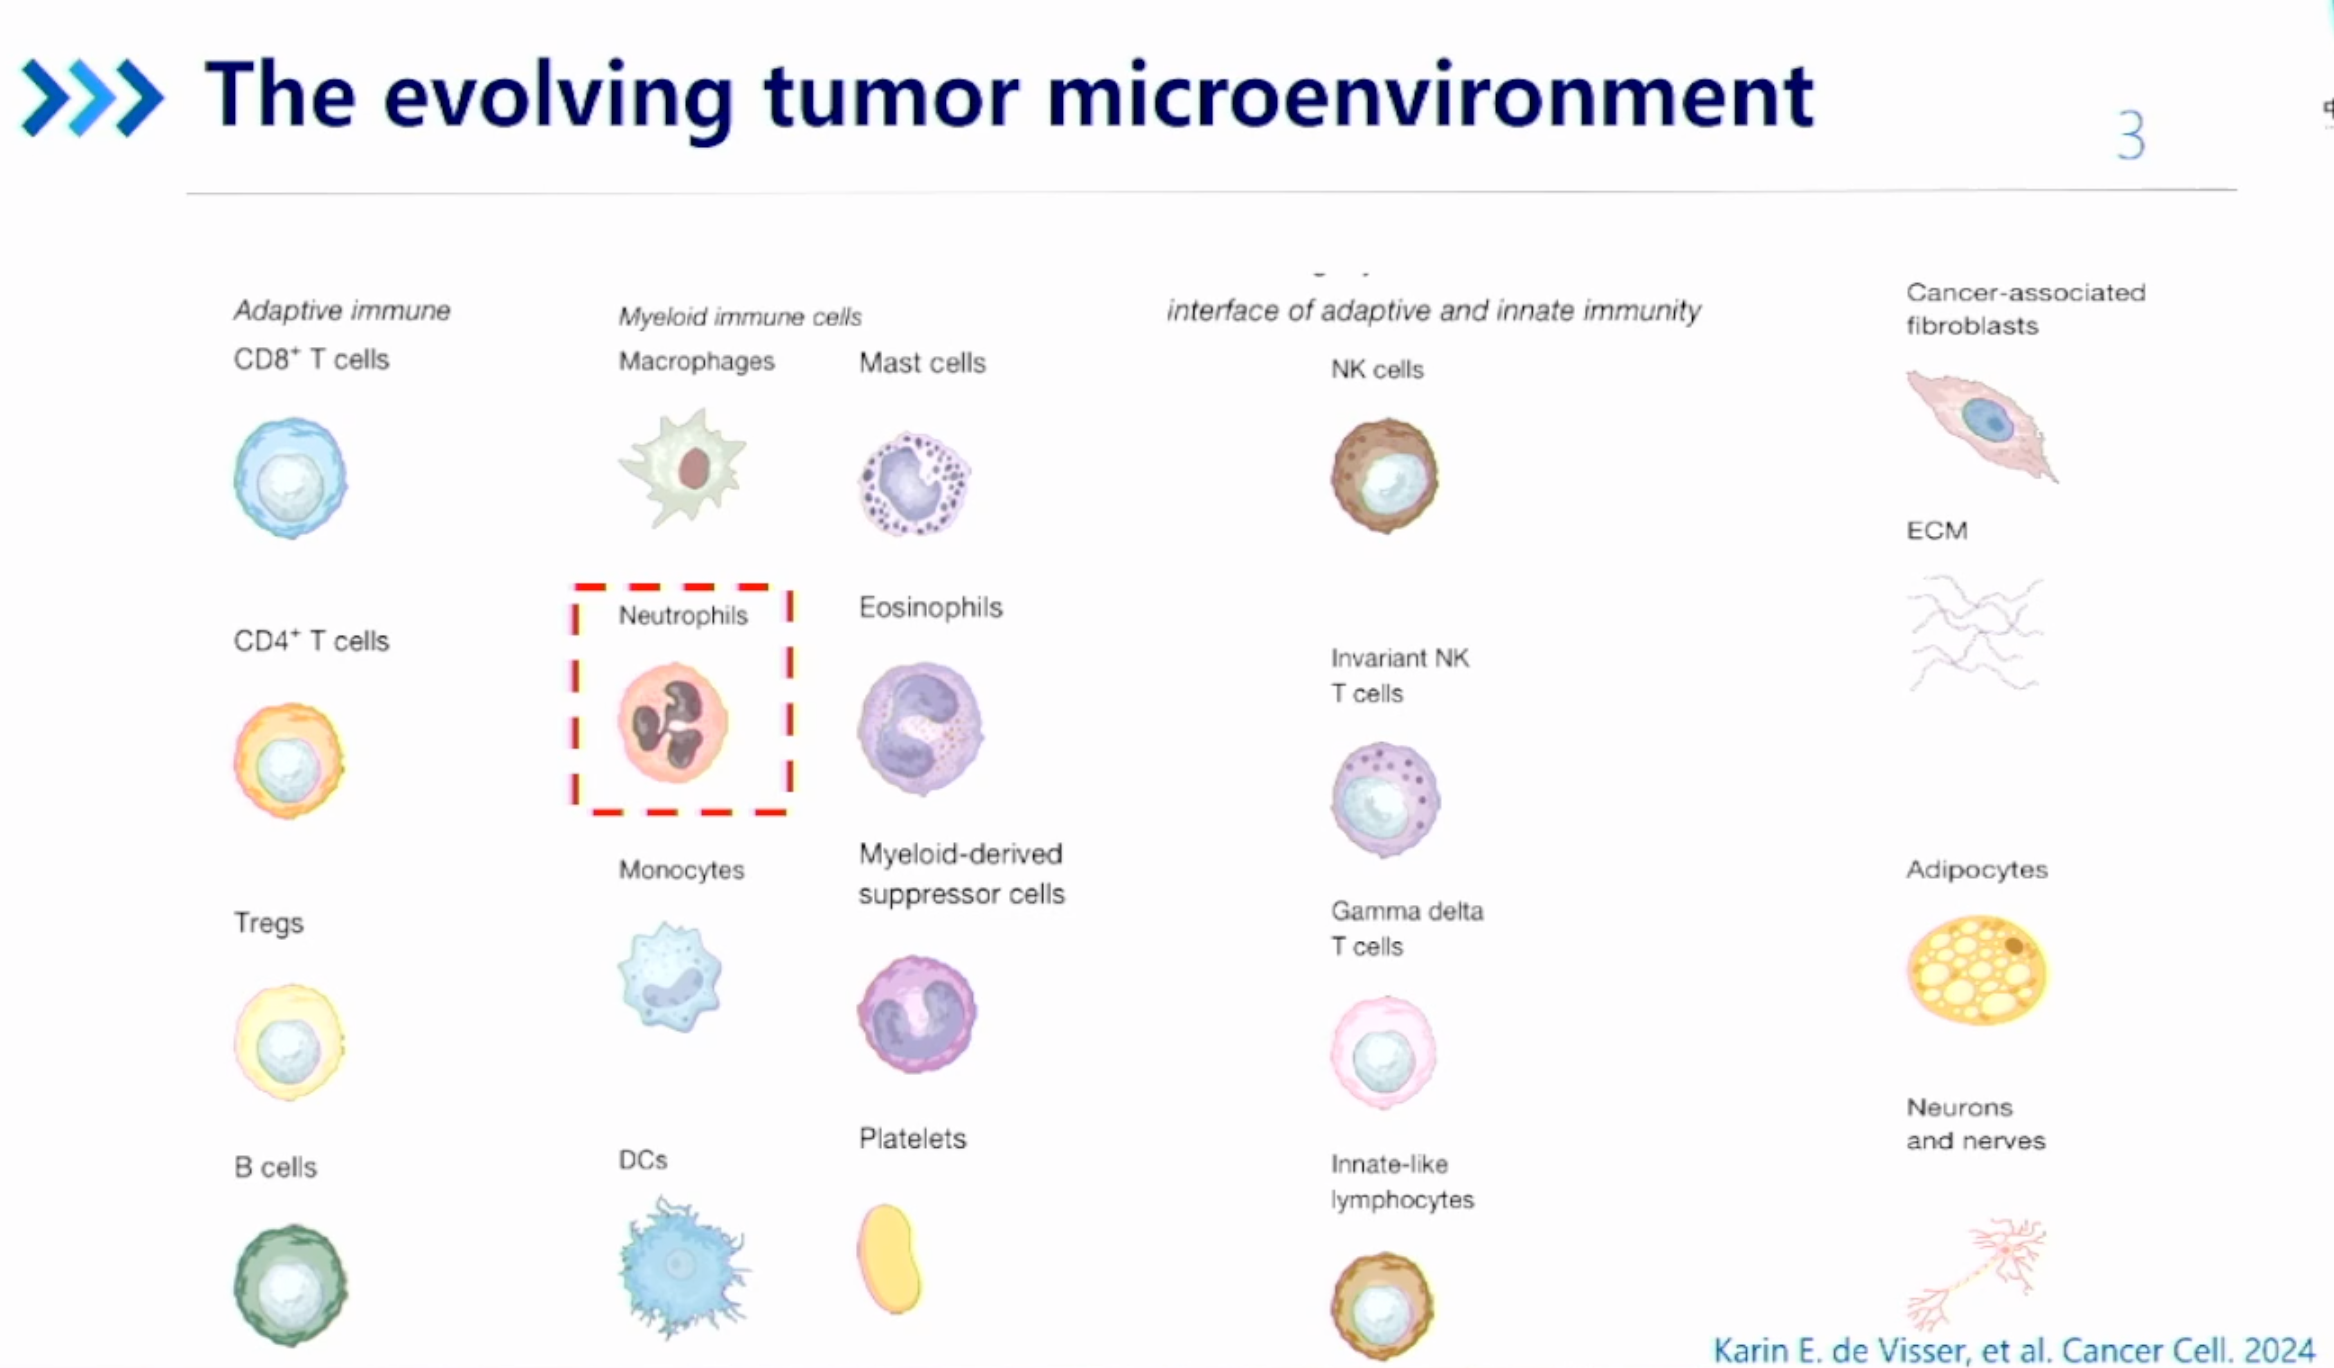 The evolving tumor microenvironment
3
Adaptive immune
CD8⁺ T cells
CD4⁺ T cells
Tregs
B cells
Myeloid immune cells
Macrophages
Neutrophils
Monocytes
DCs
Mast cells
Eosinophils
Myeloid-derived
suppressor cells
Platelets
interface of adaptive and innate immunity
NK cells
Invariant NK
T cells
Gamma delta
T cells
Innate-like
lymphocytes
Cancer-associated
fibroblasts
ECM
Adipocytes
Neurons
and nerves
Karin E. de Visser, et al. Cancer Cell. 2024